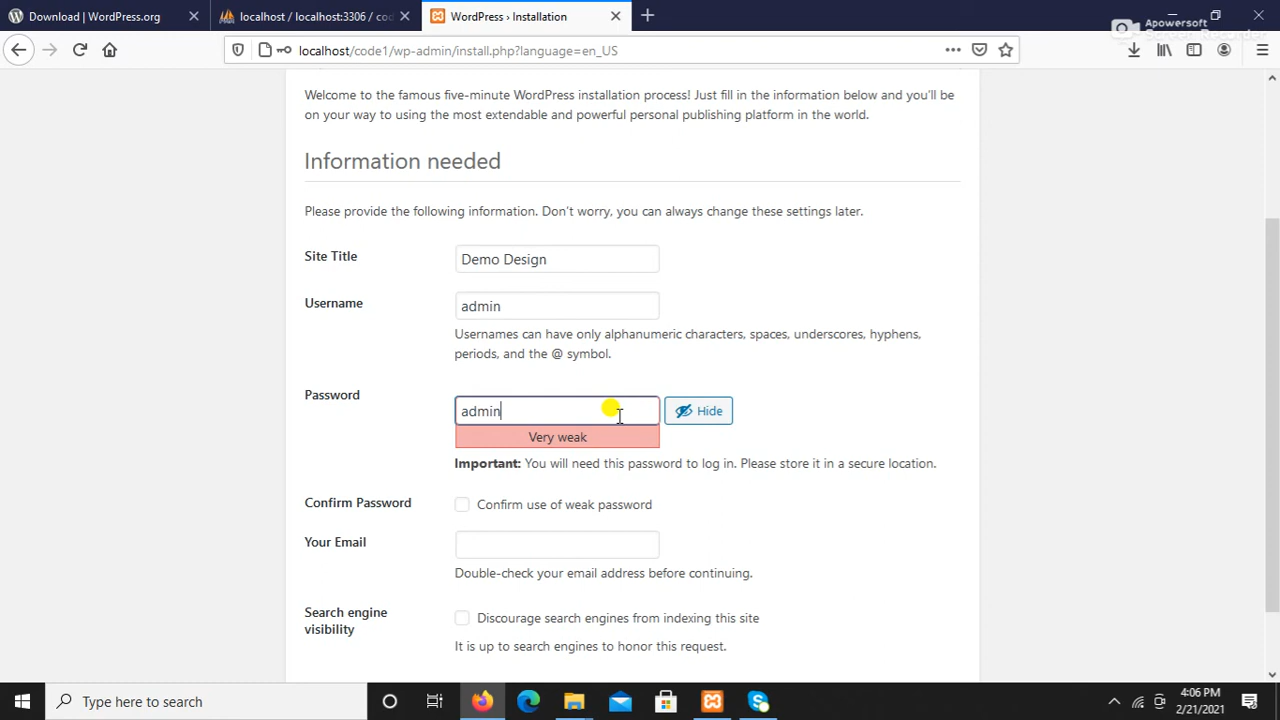 Download | WordPress.org
localhost / localhost:3306 / cod
WordPress › Installation
Apowersoft
Screen Recorder
localhost/code1/wp-admin/install.php?language=en_US
Welcome to the famous five-minute WordPress installation process! Just fill in the information below and you'll be
on your way to using the most extendable and powerful personal publishing platform in the world.
Information needed
Please provide the following information. Don't worry, you can always change these settings later.
Site Title
Demo Design
Username
admin
Usernames can have only alphanumeric characters, spaces, underscores, hyphens,
periods, and the @ symbol.
Password
admin
Hide
Very weak
Important: You will need this password to log in. Please store it in a secure location.
Confirm Password
Confirm use of weak password
Your Email
Double-check your email address before continuing.
Search engine
visibility
Discourage search engines from indexing this site
It is up to search engines to honor this request.
Type here to search
4:06 PM
2/21/2021